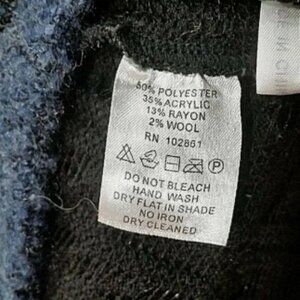 50% POLYESTER
35% ACRYLIC
13% RAYON
2% WOOL
RN 102861
DO NOT BLEACH
HAND WASH
DRY FLAT IN SHADE
NO IRON
DRY CLEANED